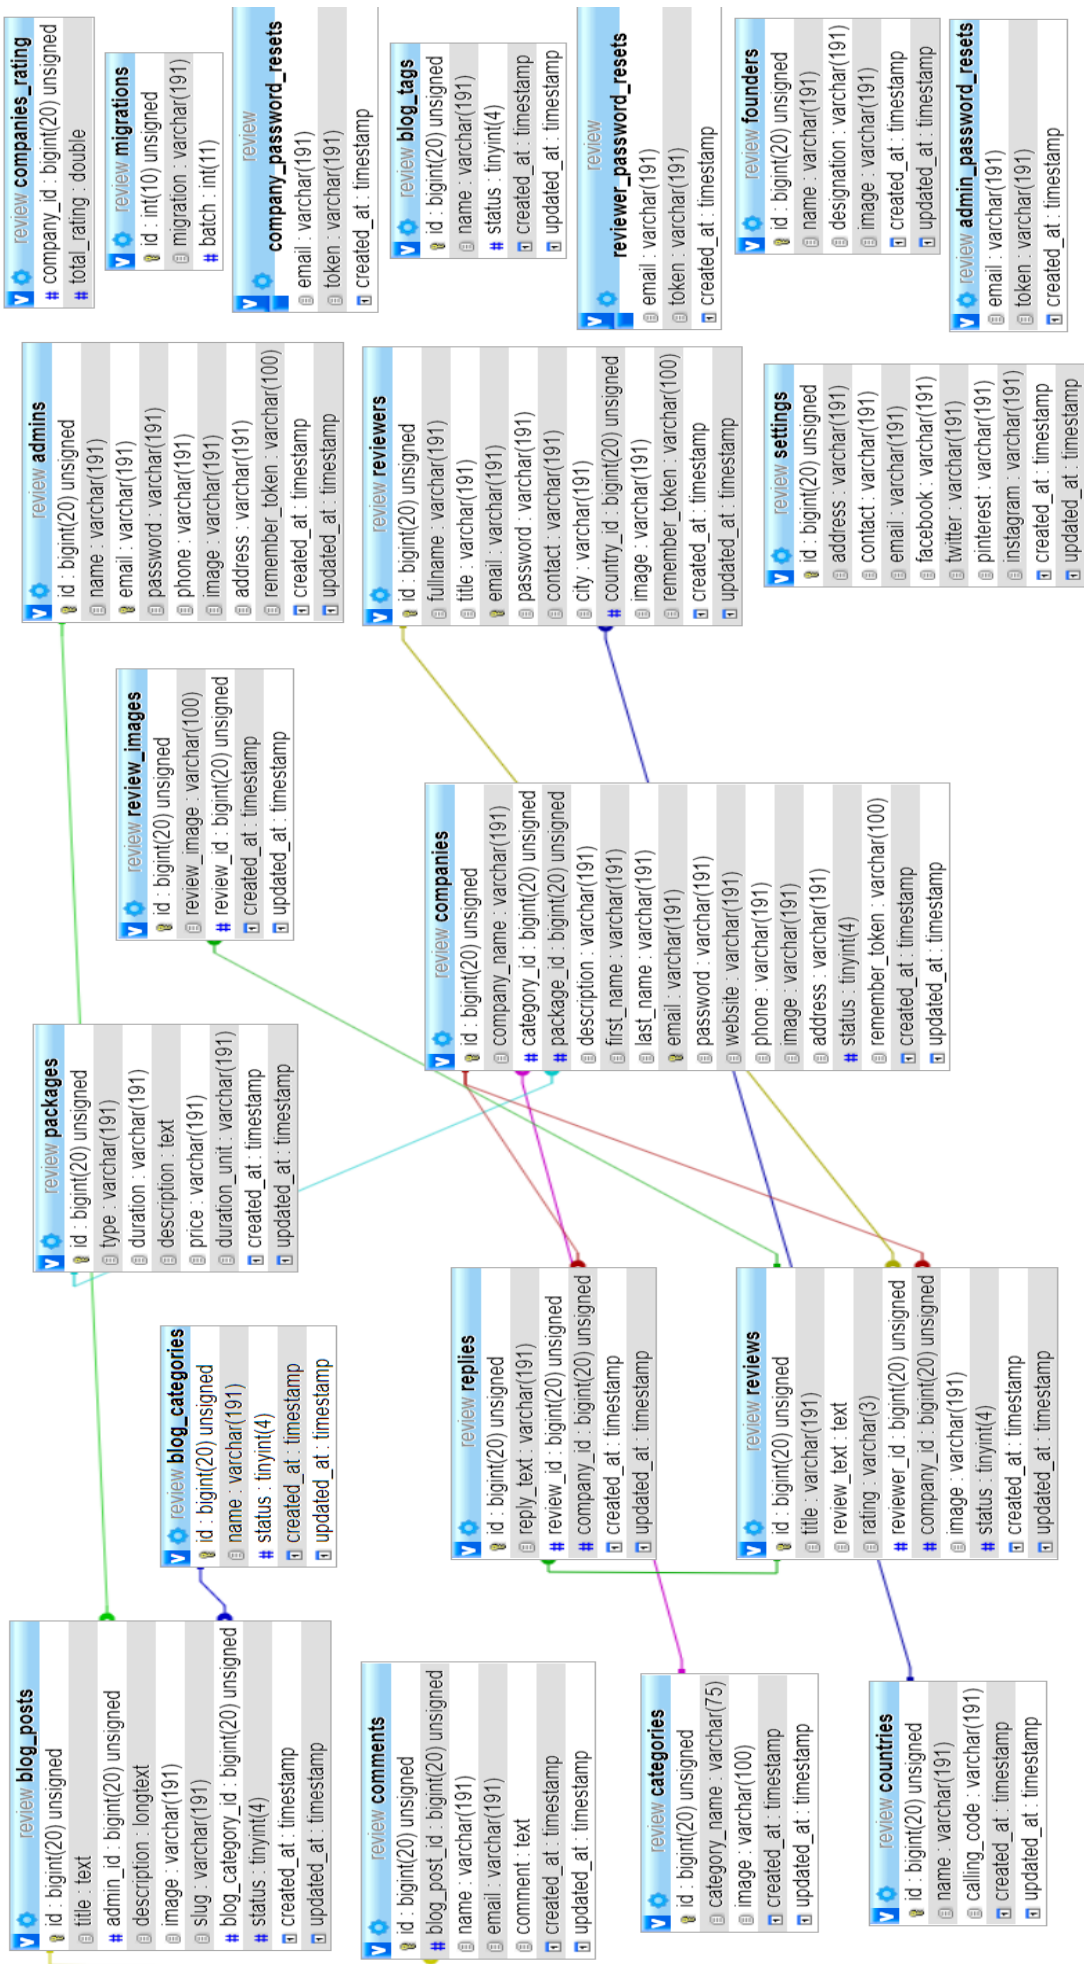 review blog_posts
id : bigint(20) unsigned
title : text
# admin_id : bigint(20) unsigned
description : longtext
image : varchar(191)
slug : varchar(191)
# blog_category_id : bigint(20) unsigned
# status : tinyint(4)
created_at : timestamp
updated_at : timestamp
review comments
id : bigint(20) unsigned
# blog_post_id : bigint(20) unsigned
name : varchar(191)
email : varchar(191)
comment : text
created_at : timestamp
updated_at : timestamp
review categories
id : bigint(20) unsigned
category_name : varchar(75)
image : varchar(100)
created_at : timestamp
updated_at : timestamp
review countries
id : bigint(20) unsigned
name : varchar(191)
calling_code : varchar(191)
created_at : timestamp
updated_at : timestamp
review blog_categories
id : bigint(20) unsigned
name : varchar(191)
# status : tinyint(4)
created_at : timestamp
updated_at : timestamp
review packages
id : bigint(20) unsigned
type : varchar(191)
duration : varchar(191)
description : text
price : varchar(191)
duration_unit : varchar(191)
created_at : timestamp
updated_at : timestamp
review replies
id : bigint(20) unsigned
reply_text : varchar(191)
# review_id : bigint(20) unsigned
# company_id : bigint(20) unsigned
created_at : timestamp
updated_at : timestamp
review reviews
id : bigint(20) unsigned
title : varchar(191)
review_text : text
rating : varchar(3)
# reviewer_id : bigint(20) unsigned
# company_id : bigint(20) unsigned
image : varchar(191)
# status : tinyint(4)
created_at : timestamp
updated_at : timestamp
review review_images
id : bigint(20) unsigned
review_image : varchar(100)
# review_id : bigint(20) unsigned
created_at : timestamp
updated_at : timestamp
review companies
id : bigint(20) unsigned
company_name : varchar(191)
# category_id : bigint(20) unsigned
# package_id : bigint(20) unsigned
description : varchar(191)
first_name : varchar(191)
last_name : varchar(191)
email : varchar(191)
password : varchar(191)
website : varchar(191)
phone : varchar(191)
image : varchar(191)
address : varchar(191)
# status : tinyint(4)
remember_token : varchar(100)
created_at : timestamp
updated_at : timestamp
review admins
id : bigint(20) unsigned
name : varchar(191)
email : varchar(191)
password : varchar(191)
phone : varchar(191)
image : varchar(191)
address : varchar(191)
remember_token : varchar(100)
created_at : timestamp
updated_at : timestamp
review reviewers
id : bigint(20) unsigned
fullname : varchar(191)
title : varchar(191)
email : varchar(191)
password : varchar(191)
contact : varchar(191)
city : varchar(191)
# country_id : bigint(20) unsigned
image : varchar(191)
remember_token : varchar(100)
created_at : timestamp
updated_at : timestamp
review settings
id : bigint(20) unsigned
address : varchar(191)
contact : varchar(191)
email : varchar(191)
facebook : varchar(191)
twitter : varchar(191)
pinterest : varchar(191)
instagram : varchar(191)
created_at : timestamp
updated_at : timestamp
review companies_rating
# company_id : bigint(20) unsigned
# total_rating : double
review migrations
id : int(10) unsigned
migration : varchar(191)
# batch : int(11)
review
company_password_resets
email : varchar(191)
token : varchar(191)
created_at : timestamp
review blog_tags
id : bigint(20) unsigned
name : varchar(191)
# status : tinyint(4)
created_at : timestamp
updated_at : timestamp
review
reviewer_password_resets
email : varchar(191)
token : varchar(191)
created_at : timestamp
review founders
id : bigint(20) unsigned
name : varchar(191)
designation : varchar(191)
image : varchar(191)
created_at : timestamp
updated_at : timestamp
review admin_password_resets
email : varchar(191)
token : varchar(191)
created_at : timestamp